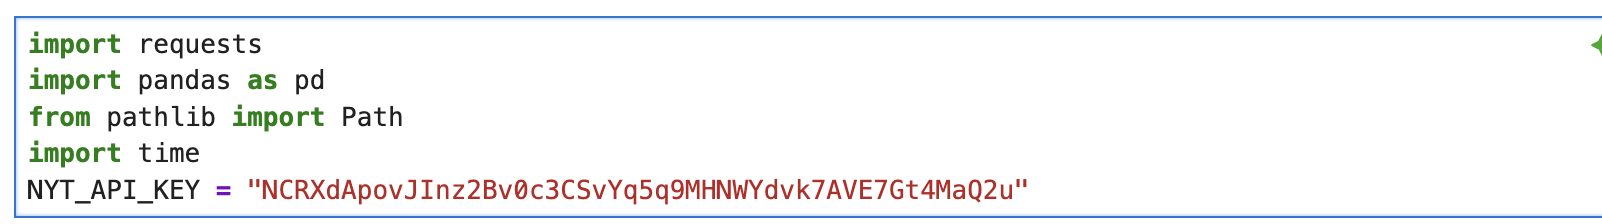 import requests
import pandas as pd
from pathlib import Path
import time
NYT_API_KEY = "NCRXdApovJInz2Bv0c3CSvYq5q9MHNWYdvk7AVE7Gt4MaQ2u"